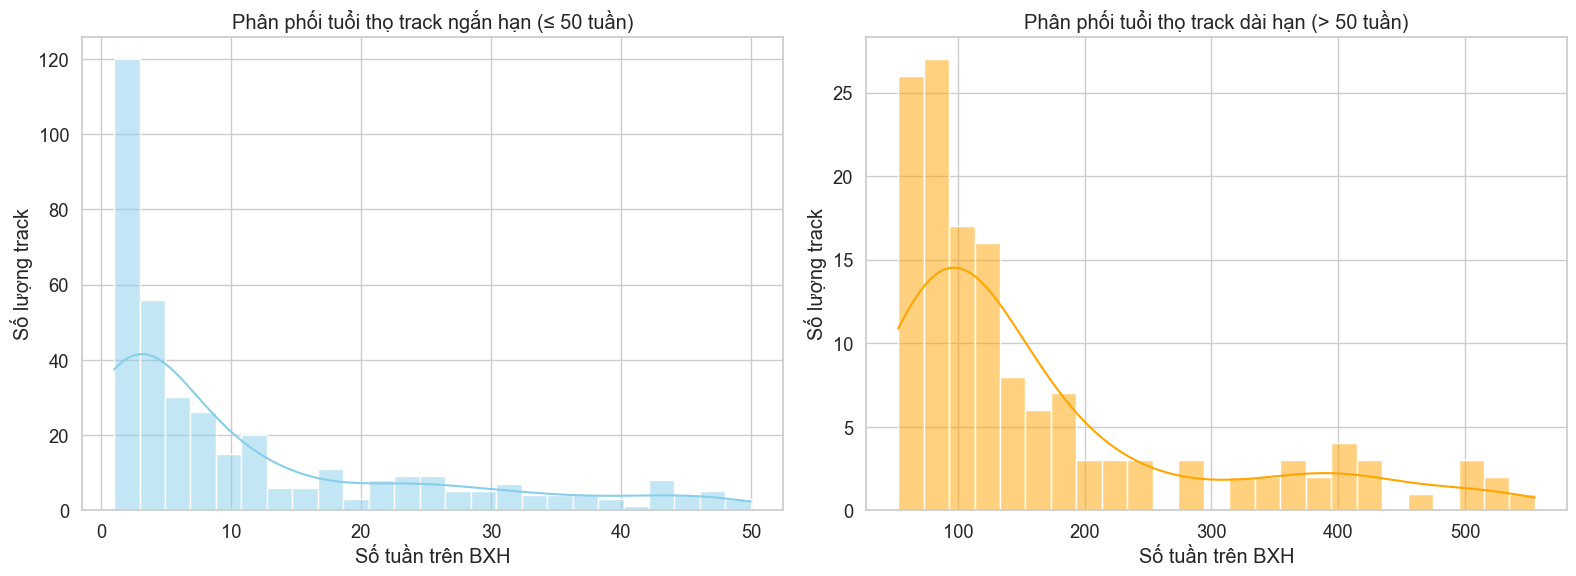 Phân phối tuổi thọ track ngắn hạn (≤ 50 tuần)
120
100
80
60
40
20
0
Số lượng track
0 10 20 30 40 50
Số tuần trên BXH
Phân phối tuổi thọ track dài hạn (> 50 tuần)
25
20
15
10
5
0
Số lượng track
100 200 300 400 500
Số tuần trên BXH